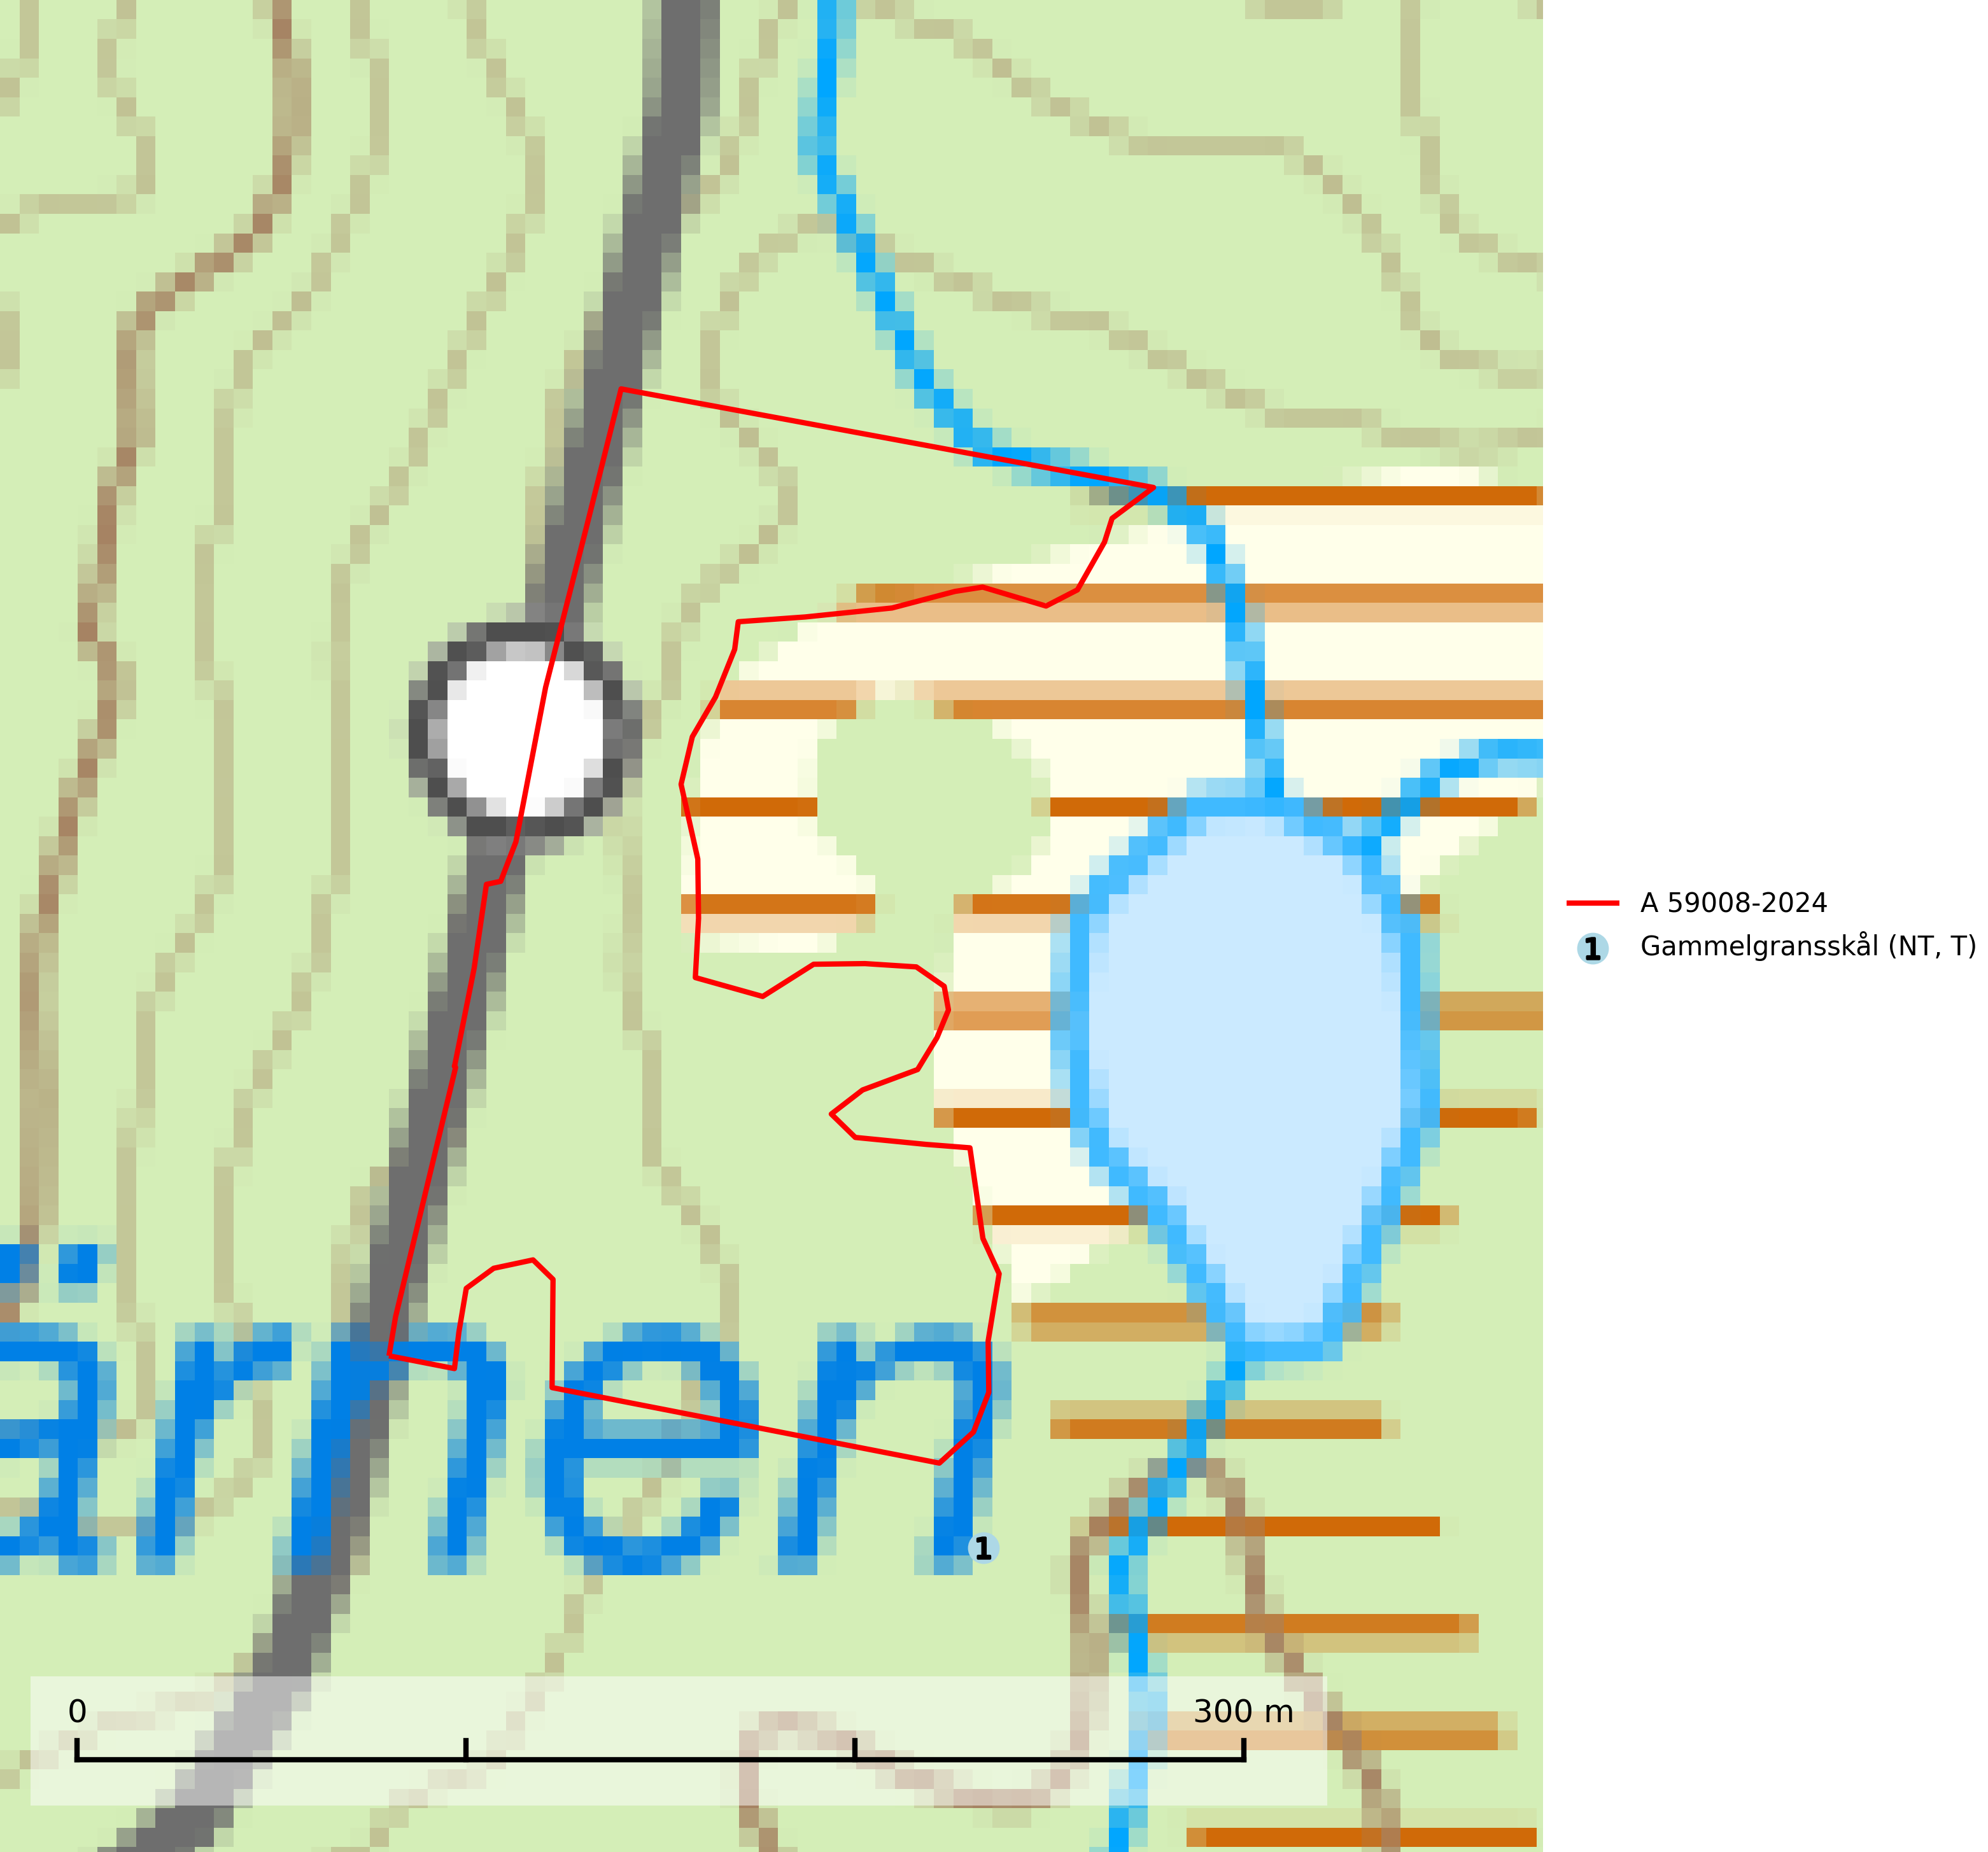 A 59008-2024
1 Gammelgransskål (NT, T)
1
0 300 m